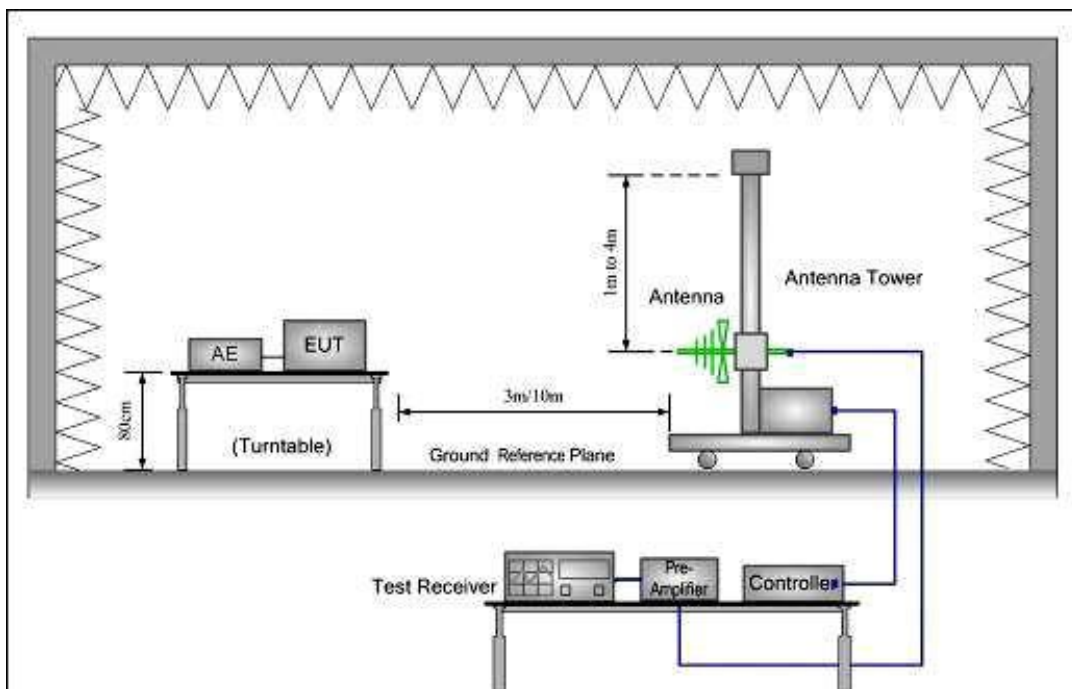 1m to 4m
Antenna Tower
Antenna
AE
EUT
80cm
3m/10m
(Turntable)
Ground Reference Plane
Test Receiver
Pre-
Amplifier
Controller